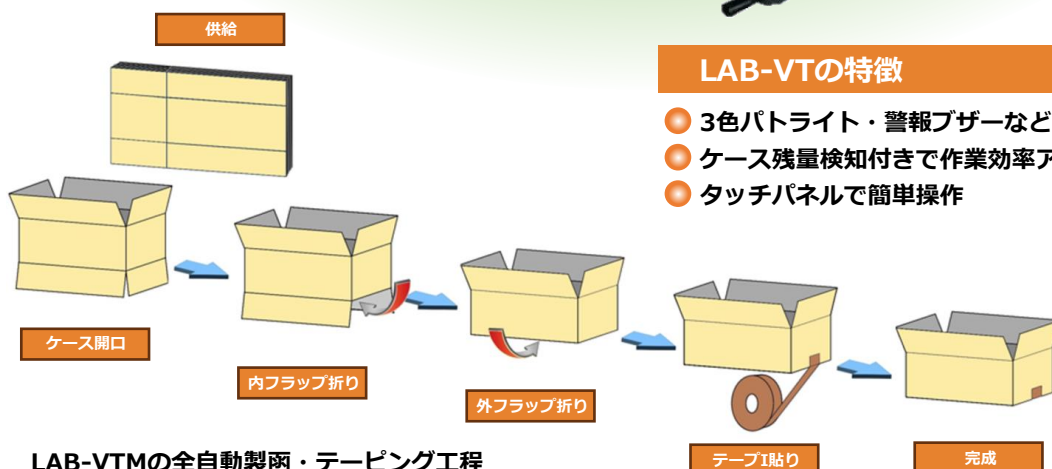 供給
LAB-VTの特徴
3色パトライト・警報ブザーなど
ケース残量検知付きで作業効率ア
タッチパネルで簡単操作
ケース開口
内フラップ折り
外フラップ折り
テープI貼り
完成
LAB-VTMの全自動製函・テーピング工程